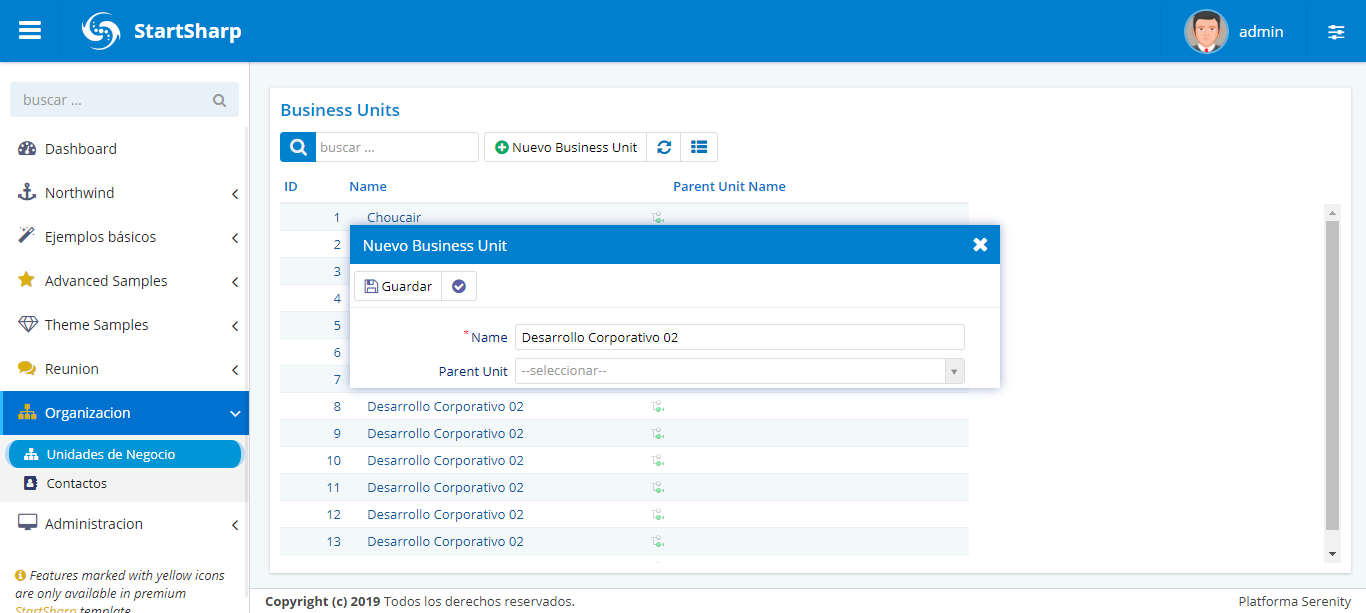 StartSharp
admin
buscar ...
Dashboard
Northwind
Ejemplos básicos
Advanced Samples
Theme Samples
Reunion
Organizacion
Unidades de Negocio
Contactos
Administracion
Features marked with yellow icons
are only available in premium
StartSharp template
Business Units
buscar ...
Nuevo Business Unit
ID Name Parent Unit Name
1 Choucair
2
3
4
5
6
7
Nuevo Business Unit
Guardar
* Name Desarrollo Corporativo 02
Parent Unit --seleccionar--
8 Desarrollo Corporativo 02
9 Desarrollo Corporativo 02
10 Desarrollo Corporativo 02
11 Desarrollo Corporativo 02
12 Desarrollo Corporativo 02
13 Desarrollo Corporativo 02
Copyright (c) 2019 Todos los derechos reservados.
Platforma Serenity